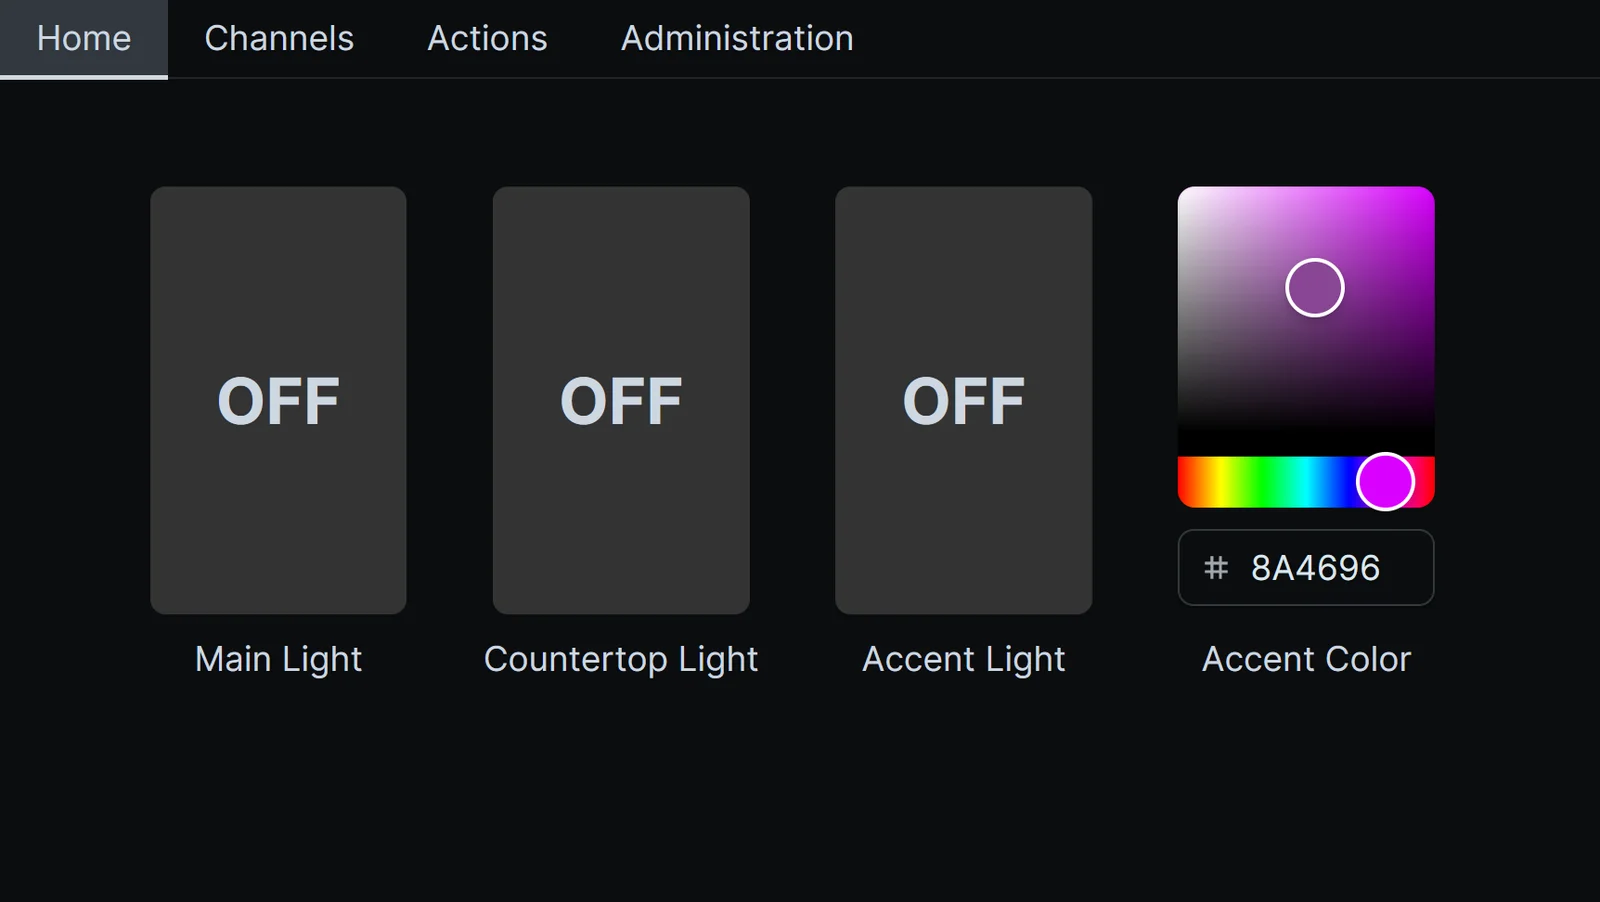 Home Channels Actions Administration
OFF OFF OFF
# 8A4696
Main Light Countertop Light Accent Light Accent Color